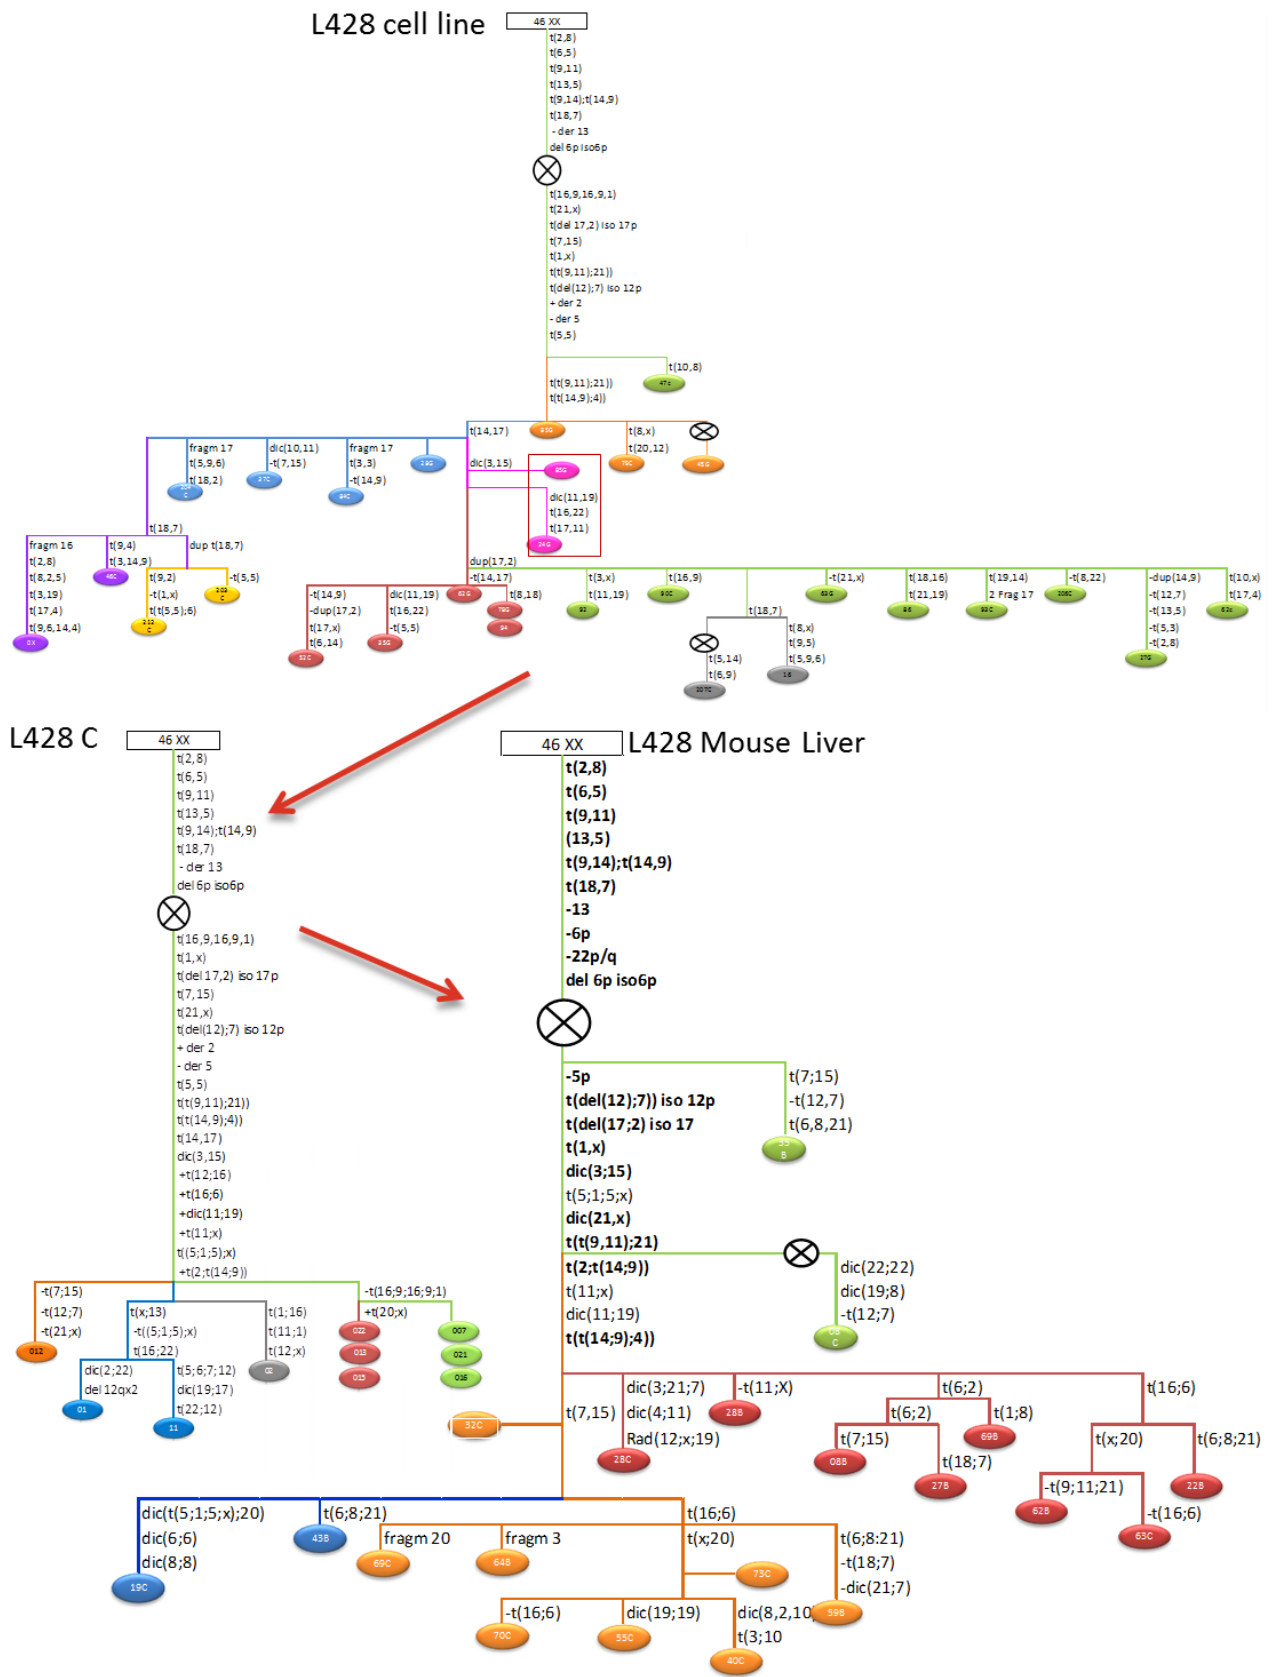 L428 cell line
46 XX
t(2,8)
t(6,5)
t(9,11)
t(13,5)
t(9,14);t(14,9)
t(18,7)
- der 13
del 6p iso6p
t(16,9,16,9,1)
t(21,x)
t(del 17,2) iso 17p
t(7,15)
t(1,x)
t(t(9,11);21))
t(del(12);7) iso 12p
+ der 2
- der 5
t(5,5)
t(10,8)
47c
t(t(9,11);21))
t(t(14,9);4))
t(14,17)
t(8,x)
t(20,12)
fragm 17
t(5,9,6)
t(18,2)
dic(10,11)
-t(7,15)
37C
fragm 17
t(3,3)
-t(14,9)
84C
dic(3,15)
dic(11,19)
t(16,22)
t(17,11)
t(18,7)
fragm 16
t(2,8)
t(8,2,5)
t(3,19)
t(17,4)
t(9,6,14,4)
t(9,4)
t(3,14,9)
dup t(18,7)
t(9,2)
-t(1,x)
t(t(5,5);6)
-t(5,5)
dup(17,2)
-t(14,17)
-t(14,9)
-dup(17,2)
t(17,x)
t(6,14)
52C
dic(11,19)
t(16,22)
-t(5,5)
t(8,18)
t(3,x)
t(11,19)
t(16,9)
90C
t(18,7)
t(5,14)
t(6,9)
t(8,x)
t(9,5)
t(5,9,6)
-t(21,x)
t(18,16)
t(21,19)
t(19,14)
2 Frag 17
-t(8,22)
-dup(14,9)
-t(12,7)
-t(13,5)
-t(5,3)
-t(2,8)
t(10,x)
t(17,4)
L428 C
46 XX
t(2,8)
t(6,5)
t(9,11)
t(13,5)
t(9,14);t(14,9)
t(18,7)
- der 13
del 6p iso6p
t(16,9,16,9,1)
t(1,x)
t(del 17,2) iso 17p
t(7,15)
t(21,x)
t(del(12);7) iso 12p
+ der 2
- der 5
t(5,5)
t(t(9,11);21))
t(t(14,9);4))
t(14,17)
dic(3,15)
+t(12;16)
+t(16;6)
+dic(11;19)
+t(11;x)
t((5;1;5);x)
+t(2;t(14;9))
-t(7;15)
-t(12;7)
-t(21;x)
012
t(x;13)
-t((5;1;5);x)
t(16;22)
dic(2;22)
del 12qx2
01
t(5;6;7;12)
dic(19;17)
t(22;12)
11
t(1;16)
t(11;1)
t(12;x)
02
-t(16;9;16;9;1)
+t(20;x)
022
013
007
021
L428 Mouse Liver
46 XX
t(2,8)
t(6,5)
t(9,11)
(13,5)
t(9,14);t(14,9)
t(18,7)
-13
-6p
-22p/q
del 6p iso6p
-5p
t(del(12);7)) iso 12p
t(del(17;2) iso 17
t(1,x)
dic(3;15)
t(5;1;5;x)
dic(21,x)
t(t(9,11);21)
t(7;15)
-t(12,7)
t(6,8,21)
t(2;t(14;9))
t(11;x)
dic(11;19)
t(t(14;9);4))
dic(22;22)
dic(19;8)
-t(12;7)
t(7,15)
32C
dic(3;21;7)
dic(4;11)
Rad(12;x;19)
28C
-t(11;X)
28B
t(6;2)
t(6;2)
t(1;8)
69B
t(7;15)
08B
t(18;7)
27B
t(16;6)
t(x;20)
t(6;8;21)
22B
-t(9;11;21)
62B
-t(16;6)
63C
dic(t(5;1;5;x);20)
dic(6;6)
dic(8;8)
19C
t(6;8;21)
43B
t(16;6)
t(x;20)
fragm 20
69C
fragm 3
64B
73C
t(6;8:21)
-t(18;7)
-dic(21;7)
59B
-t(16;6)
70C
dic(19;19)
55C
dic(8,2,10)
t(3;10
40C